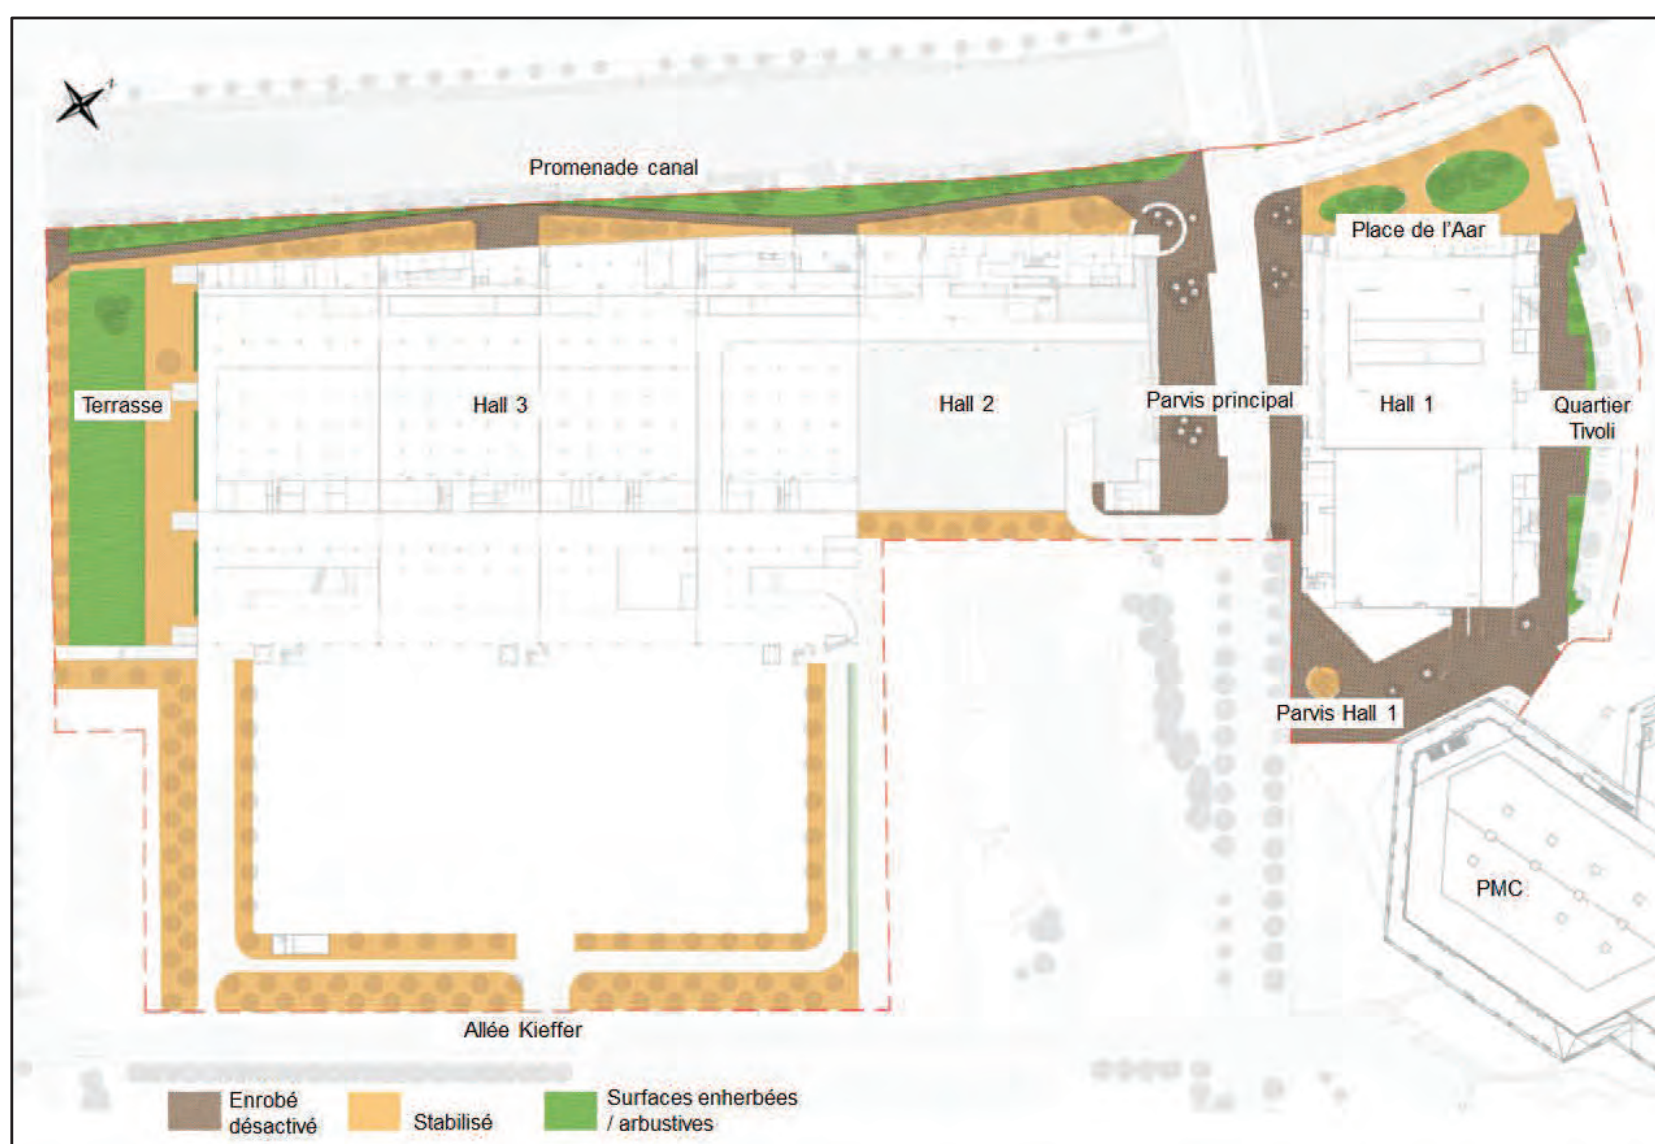 Promenade canal
Place de l'Aar
Terrasse
Hall 3
Hall 2
Parvis principal
Hall 1
Quartier
Tivoli
Parvis Hall 1
PMC
Allée Kieffer
Enrobé
désactivé
Stabilisé
Surfaces enherbées
/ arbustives